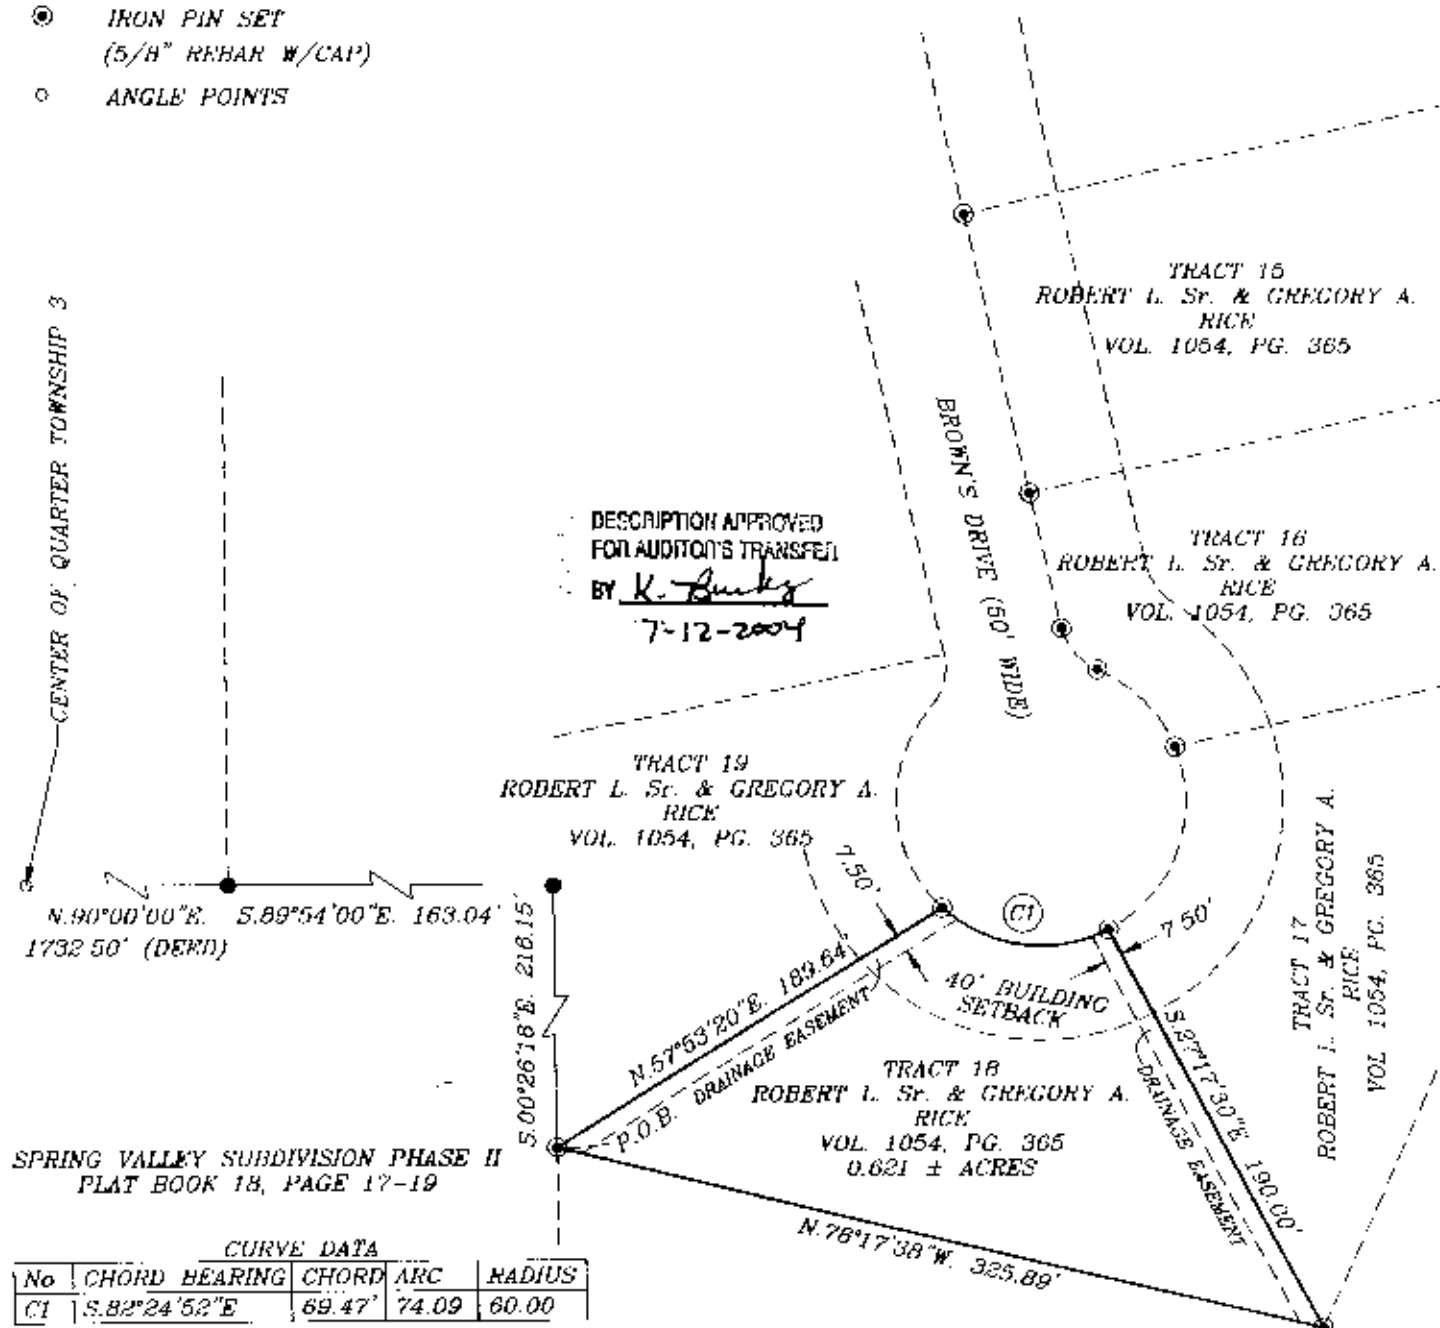 IRON PIN SET
(5/8" REBAR W/CAP)
ANGLE POINTS
CENTER OF QUARTER TOWNSHIP 3
TRACT 15
ROBERT L. Sr. & GREGORY A.
RICE
VOL. 1054, PG. 365
BROWN'S DRIVE (60' WIDE)
DESCRIPTION APPROVED
FOR AUDITOR'S TRANSFER
BY K.
7-12-2004
TRACT 16
ROBERT L. Sr. & GREGORY A.
RICE
VOL. 1054, PG. 365
TRACT 19
ROBERT L. Sr. & GREGORY A.
RICE
VOL. 1054, PG. 365
7.50'
C1
7.50'
TRACT 17
ROBERT L. Sr. & GREGORY A.
RICE
VOL 1054, PG. 365
N.90°00'00"E.
1732.50' (DEED)
S.89°54'00"E. 163.04'
S.00°26'18"E. 216.15'
N.57°53'20"E. 189.64'
DRAINAGE EASEMENT
P.O.B.
40' BUILDING
SETBACK
S.27°17'30"E 190.00'
DRAINAGE EASEMENT
TRACT 18
ROBERT L. Sr. & GREGORY A.
RICE
VOL. 1054, PG. 365
0.621 ± ACRES
N.78°17'38"W. 325.89'
SPRING VALLEY SUBDIVISION PHASE II
PLAT BOOK 18, PAGE 17-19
CURVE DATA
No CHORD BEARING CHORD ARC RADIUS
C1 S.82°24'52"E 69.47' 74.09 60.00